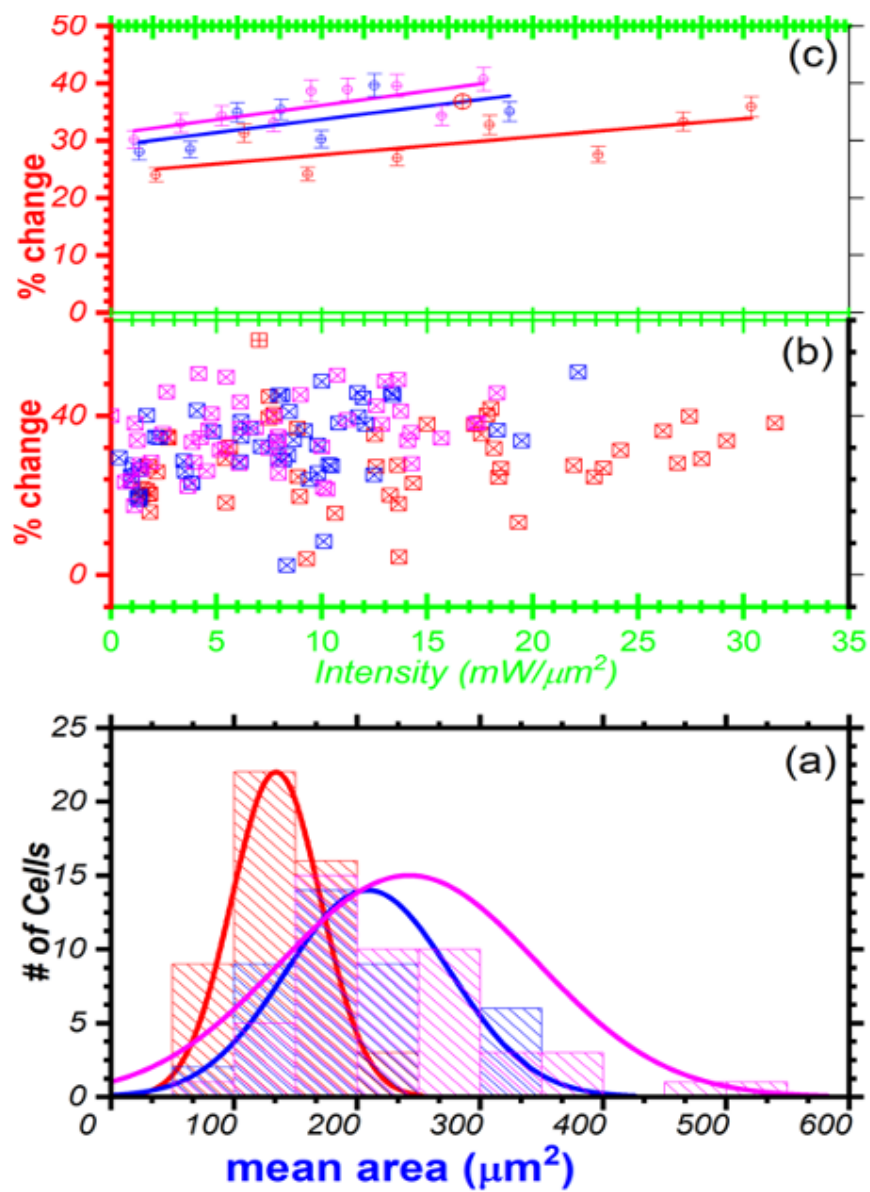 50
(c)
40
30
20
10
0
% change
(b)
40
0
% change
0 5 10 15 20 25 30 35
Intensity (mW/μm²)
25
(a)
20
15
10
5
0
# of Cells
0 100 200 300 400 500 600
mean area (μm²)